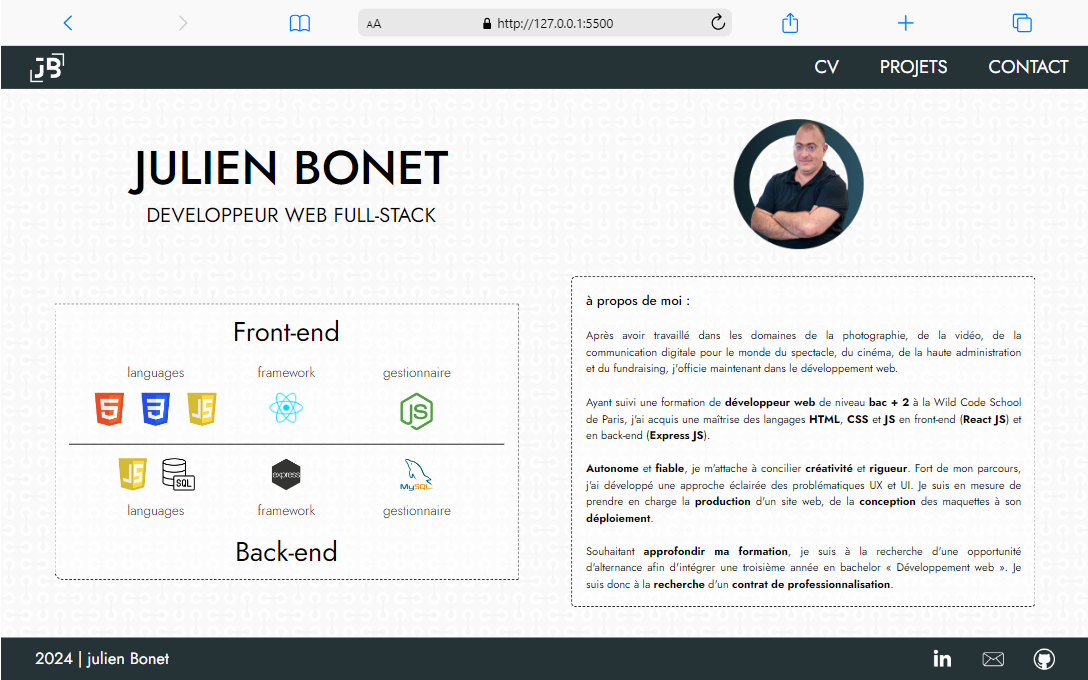 AA http://127.0.0.1:5500
JB CV PROJETS CONTACT
JULIEN BONET
DEVELOPPEUR WEB FULL-STACK
Front-end
languages framework gestionnaire
5 3 JS JS
JS SQL express MySQL
languages framework gestionnaire
Back-end
à propos de moi :
Après avoir travaillé dans les domaines de la photographie, de la vidéo, de la
communication digitale pour le monde du spectacle, du cinéma, de la haute administration
et du fundraising, j'officie maintenant dans le développement web.
Ayant suivi une formation de développeur web de niveau bac + 2 à la Wild Code School
de Paris, j'ai acquis une maîtrise des langages HTML, CSS et JS en front-end (React JS) et
en back-end (Express JS).
Autonome et fiable, je m'attache à concilier créativité et rigueur. Fort de mon parcours,
j'ai développé une approche éclairée des problématiques UX et UI. Je suis en mesure de
prendre en charge la production d'un site web, de la conception des maquettes à son
déploiement.
Souhaitant approfondir ma formation, je suis à la recherche d'une opportunité
d'alternance afin d'intégrer une troisième année en bachelor « Développement web ». Je
suis donc à la recherche d'un contrat de professionnalisation.
2024 | julien Bonet in